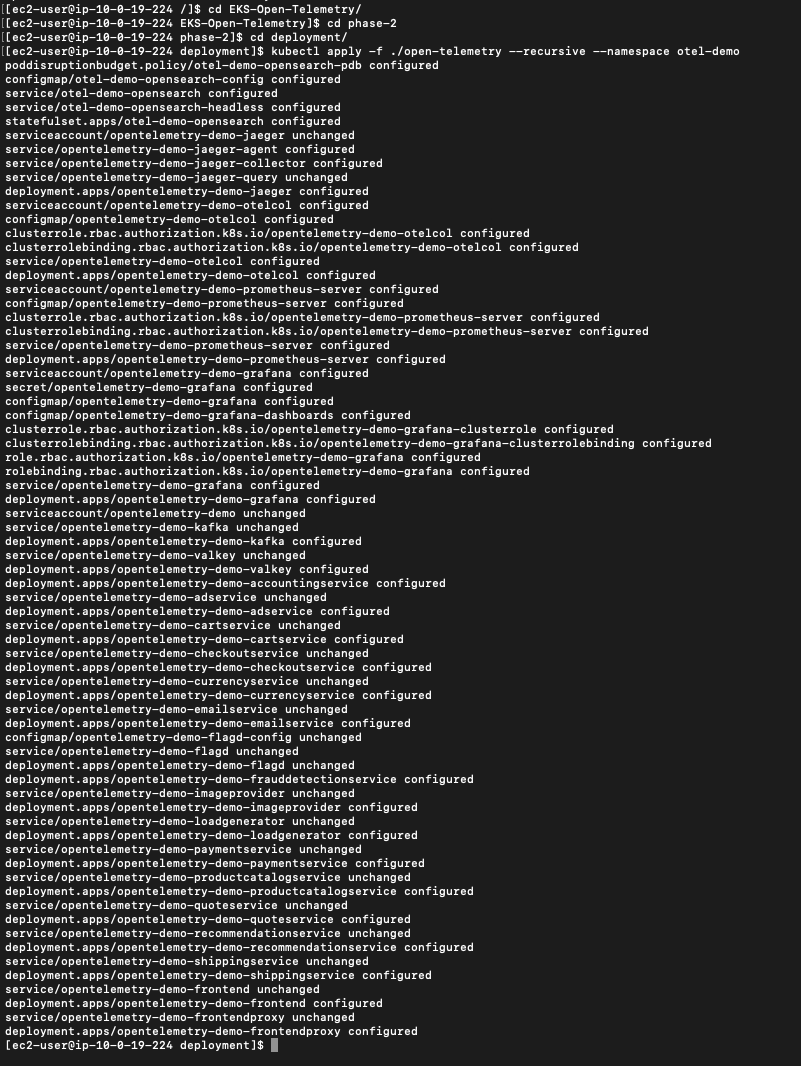 [[ec2-user@ip-10-0-19-224 /]$ cd EKS-Open-Telemetry/
[[ec2-user@ip-10-0-19-224 EKS-Open-Telemetry]$ cd phase-2
[[ec2-user@ip-10-0-19-224 phase-2]$ cd deployment/
[[ec2-user@ip-10-0-19-224 deployment]$ kubectl apply -f ./open-telemetry --recursive --namespace otel-demo
poddisruptionbudget.policy/otel-demo-opensearch-pdb configured
configmap/otel-demo-opensearch-config configured
service/otel-demo-opensearch configured
service/otel-demo-opensearch-headless configured
statefulset.apps/otel-demo-opensearch configured
serviceaccount/opentelemetry-demo-jaeger unchanged
service/opentelemetry-demo-jaeger-agent configured
service/opentelemetry-demo-jaeger-collector configured
service/opentelemetry-demo-jaeger-query unchanged
deployment.apps/opentelemetry-demo-jaeger configured
serviceaccount/opentelemetry-demo-otelcol configured
configmap/opentelemetry-demo-otelcol configured
clusterrole.rbac.authorization.k8s.io/opentelemetry-demo-otelcol configured
clusterrolebinding.rbac.authorization.k8s.io/opentelemetry-demo-otelcol configured
service/opentelemetry-demo-otelcol configured
deployment.apps/opentelemetry-demo-otelcol configured
serviceaccount/opentelemetry-demo-prometheus-server configured
configmap/opentelemetry-demo-prometheus-server configured
clusterrole.rbac.authorization.k8s.io/opentelemetry-demo-prometheus-server configured
clusterrolebinding.rbac.authorization.k8s.io/opentelemetry-demo-prometheus-server configured
service/opentelemetry-demo-prometheus-server configured
deployment.apps/opentelemetry-demo-prometheus-server configured
serviceaccount/opentelemetry-demo-grafana configured
secret/opentelemetry-demo-grafana configured
configmap/opentelemetry-demo-grafana configured
configmap/opentelemetry-demo-grafana-dashboards configured
clusterrole.rbac.authorization.k8s.io/opentelemetry-demo-grafana-clusterrole configured
clusterrolebinding.rbac.authorization.k8s.io/opentelemetry-demo-grafana-clusterrolebinding configured
role.rbac.authorization.k8s.io/opentelemetry-demo-grafana configured
rolebinding.rbac.authorization.k8s.io/opentelemetry-demo-grafana configured
service/opentelemetry-demo-grafana configured
deployment.apps/opentelemetry-demo-grafana configured
serviceaccount/opentelemetry-demo unchanged
service/opentelemetry-demo-kafka unchanged
deployment.apps/opentelemetry-demo-kafka configured
service/opentelemetry-demo-valkey unchanged
deployment.apps/opentelemetry-demo-valkey configured
deployment.apps/opentelemetry-demo-accountingservice configured
service/opentelemetry-demo-adservice unchanged
deployment.apps/opentelemetry-demo-adservice configured
service/opentelemetry-demo-cartservice unchanged
deployment.apps/opentelemetry-demo-cartservice configured
service/opentelemetry-demo-checkoutservice unchanged
deployment.apps/opentelemetry-demo-checkoutservice configured
service/opentelemetry-demo-currencyservice unchanged
deployment.apps/opentelemetry-demo-currencyservice configured
service/opentelemetry-demo-emailservice unchanged
deployment.apps/opentelemetry-demo-emailservice configured
configmap/opentelemetry-demo-flagd-config unchanged
service/opentelemetry-demo-flagd unchanged
deployment.apps/opentelemetry-demo-flagd unchanged
deployment.apps/opentelemetry-demo-frauddetectionservice configured
service/opentelemetry-demo-imageprovider unchanged
deployment.apps/opentelemetry-demo-imageprovider configured
service/opentelemetry-demo-loadgenerator unchanged
deployment.apps/opentelemetry-demo-loadgenerator configured
service/opentelemetry-demo-paymentservice unchanged
deployment.apps/opentelemetry-demo-paymentservice configured
service/opentelemetry-demo-productcatalogservice unchanged
deployment.apps/opentelemetry-demo-productcatalogservice configured
service/opentelemetry-demo-quoteservice unchanged
deployment.apps/opentelemetry-demo-quoteservice configured
service/opentelemetry-demo-recommendationservice unchanged
deployment.apps/opentelemetry-demo-recommendationservice configured
service/opentelemetry-demo-shippingservice unchanged
deployment.apps/opentelemetry-demo-shippingservice configured
service/opentelemetry-demo-frontend unchanged
deployment.apps/opentelemetry-demo-frontend configured
service/opentelemetry-demo-frontendproxy unchanged
deployment.apps/opentelemetry-demo-frontendproxy configured
[ec2-user@ip-10-0-19-224 deployment]$